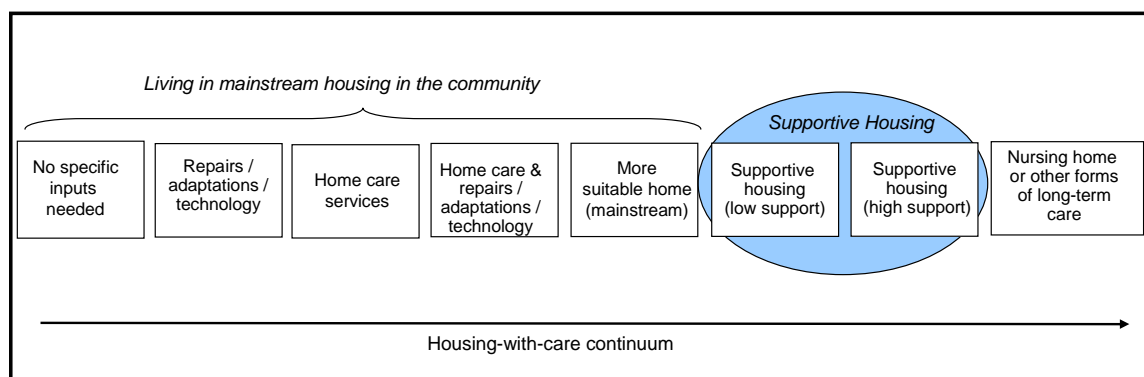 Living in mainstream housing in the community
Supportive Housing
No specific
inputs
needed
Repairs /
adaptations /
technology
Home care
services
Home care &
repairs /
adaptations /
technology
More
suitable home
(mainstream)
Supportive
housing
(low support)
Supportive
housing
(high support)
Nursing home
or other forms
of long-term
care
Housing-with-care continuum